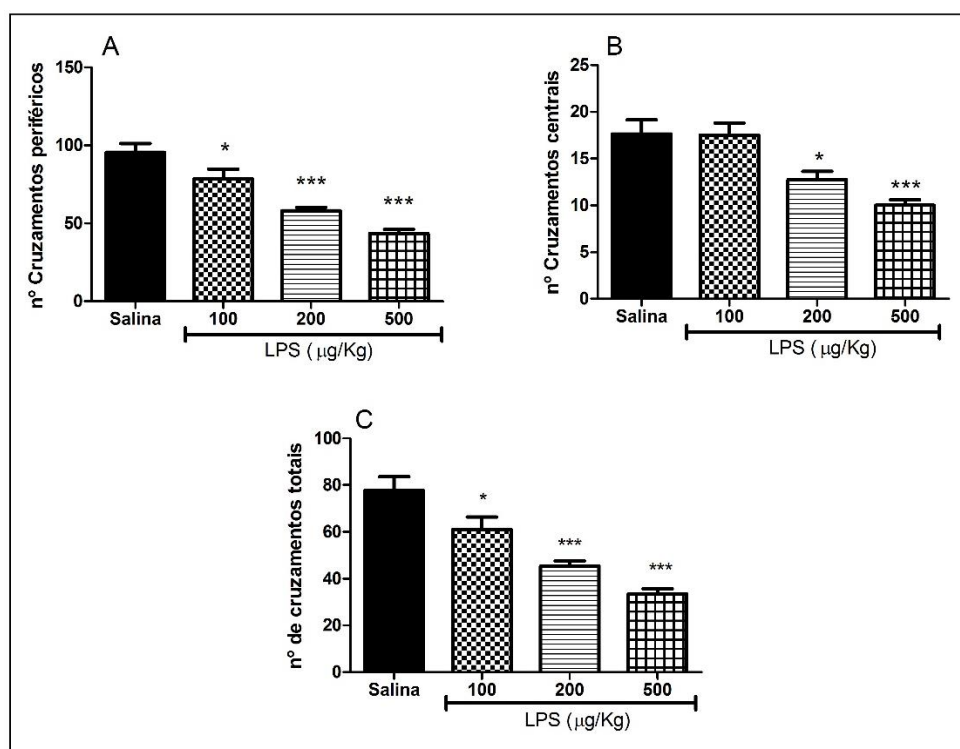 A
nº Cruzamentos periféricos
150
100
50
0
*
***
***
Salina
100
200
500
LPS ( µg/Kg)
B
nº Cruzamentos centrais
25
20
15
10
5
0
*
***
Salina
100
200
500
LPS ( µg/Kg)
C
nº de cruzamentos totais
100
80
60
40
20
0
*
***
***
Salina
100
200
500
LPS ( µg/Kg)